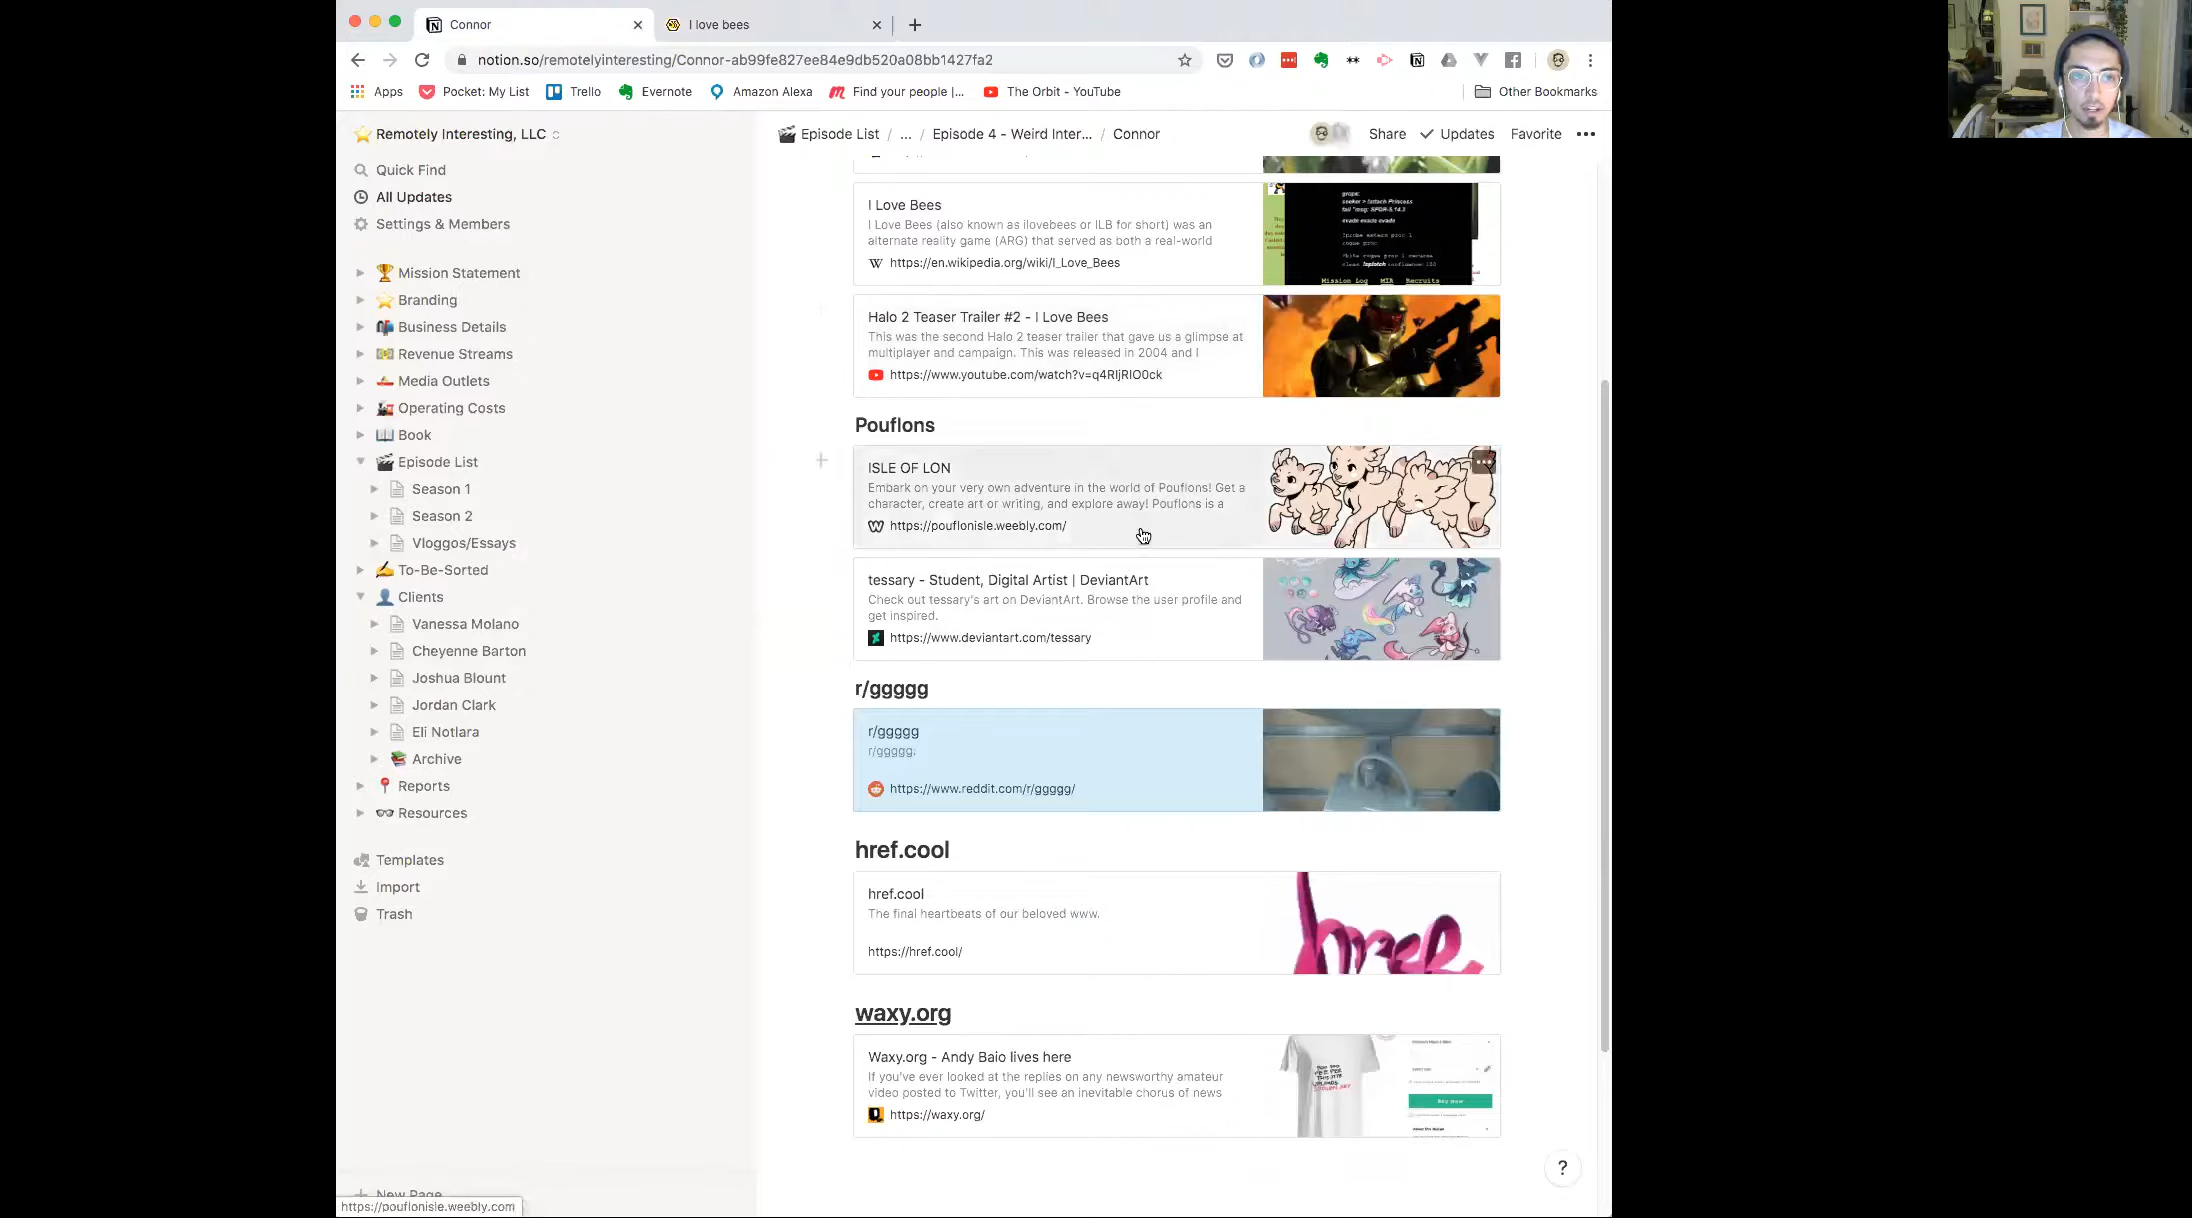 Connor
I love bees
notion.so/remotelyinteresting/Connor-ab99fe827ee84e9db520a08bb1427fa2
Apps
Pocket: My List
Trello
Evernote
Amazon Alexa
Find your people |...
The Orbit - YouTube
Other Bookmarks
Remotely Interesting, LLC
Episode List / ... / Episode 4 - Weird Inter... / Connor
Share
Updates
Favorite
Quick Find
All Updates
Settings & Members
Mission Statement
Branding
Business Details
Revenue Streams
Media Outlets
Operating Costs
Book
Episode List
Season 1
Season 2
Vloggos/Essays
To-Be-Sorted
Clients
Vanessa Molano
Cheyenne Barton
Joshua Blount
Jordan Clark
Eli Notlara
Archive
Reports
Resources
Templates
Import
Trash
New Page
https://pouflonisle.weebly.com
I Love Bees
I Love Bees (also known as ilovebees or ILB for short) was an
alternate reality game (ARG) that served as both a real-world
https://en.wikipedia.org/wiki/I_Love_Bees
Mission Log MIA Recruits
Halo 2 Teaser Trailer #2 - I Love Bees
This was the second Halo 2 teaser trailer that gave us a glimpse at
multiplayer and campaign. This was released in 2004 and I
https://www.youtube.com/watch?v=q4RIjRIO0ck
Pouflons
ISLE OF LON
Embark on your very own adventure in the world of Pouflons! Get a
character, create art or writing, and explore away! Pouflons is a
https://pouflonisle.weebly.com/
tessary - Student, Digital Artist | DeviantArt
Check out tessary's art on DeviantArt. Browse the user profile and
get inspired.
https://www.deviantart.com/tessary
r/ggggg
r/ggggg
r/ggggg:
https://www.reddit.com/r/ggggg/
href.cool
href.cool
The final heartbeats of our beloved www.
https://href.cool/
href
waxy.org
Waxy.org - Andy Baio lives here
If you've ever looked at the replies on any newsworthy amateur
video posted to Twitter, you'll see an inevitable chorus of news
https://waxy.org/
Buy Now
?